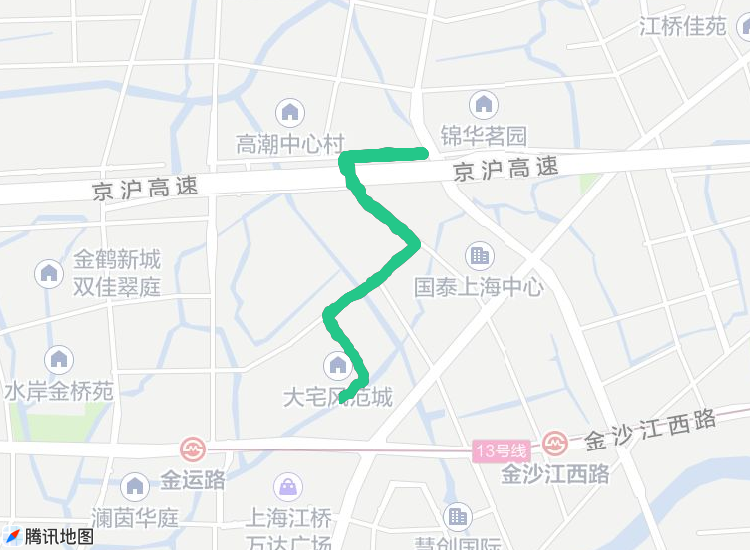 江桥佳苑
高潮中心村
锦华茗园
京沪高速
京沪高速
金鹤新城
双佳翠庭
国泰上海中心
水岸金桥苑
大宅风范城
金沙江西路
13号线
金运路
金沙江西路
澜茵华庭
上海江桥
万达广场
慧创国际
腾讯地图